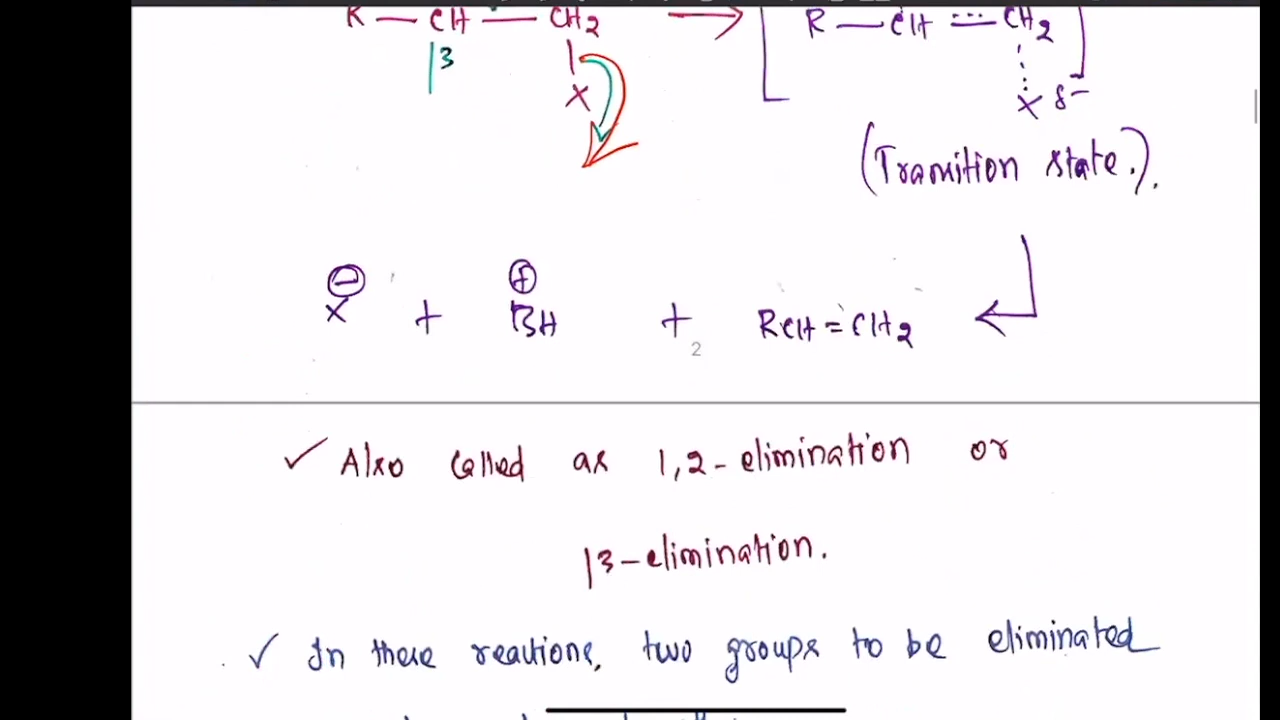 R — CH — CH2 → [ R — CH ⩧ CH2 ]
β
X
X δ−
(Transition state.).
⊖ ⊕
X + BH + RCH = CH2
2
✓ Also called as 1,2-elimination or
β-elimination.
✓ In these reactions, two groups to be eliminated